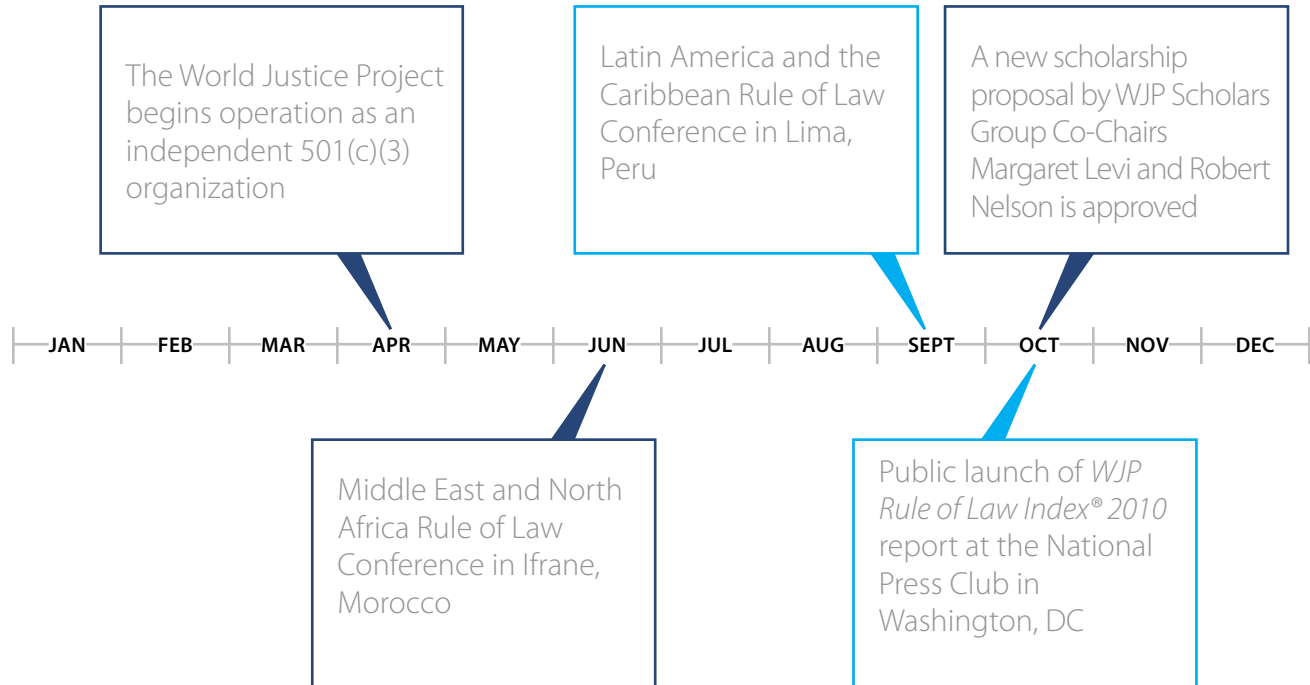 The World Justice Project
begins operation as an
independent 501(c)(3)
organization
Latin America and the
Caribbean Rule of Law
Conference in Lima,
Peru
A new scholarship
proposal by WJP Scholars
Group Co-Chairs
Margaret Levi and Robert
Nelson is approved
JAN FEB MAR APR MAY JUN JUL AUG SEPT OCT NOV DEC
Middle East and North
Africa Rule of Law
Conference in Ifrane,
Morocco
Public launch of WJP
Rule of Law Index® 2010
report at the National
Press Club in
Washington, DC